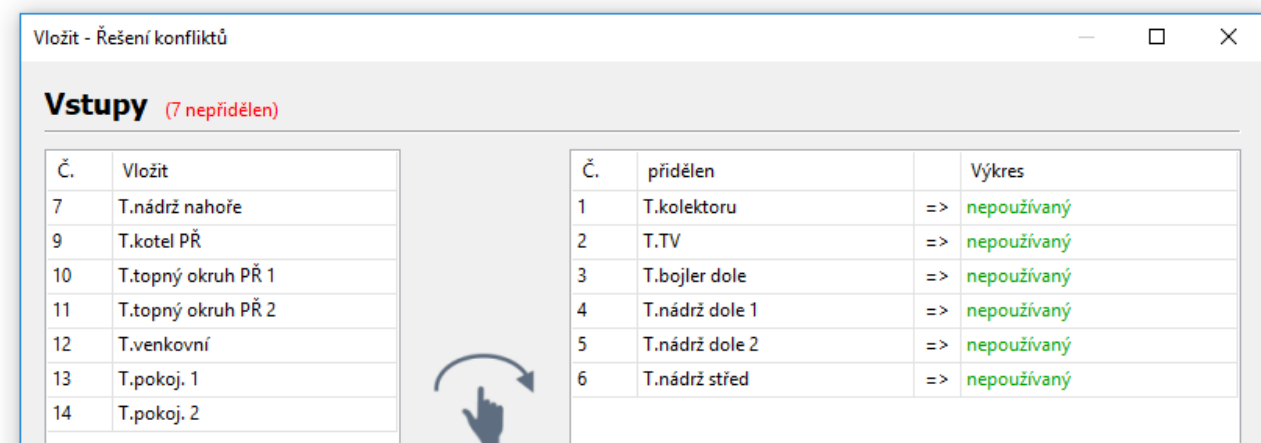 Vložit - Řešení konfliktů
Vstupy (7 nepřidělen)
Č. Vložit
7 T.nádrž nahoře
9 T.kotel PŘ
10 T.topný okruh PŘ 1
11 T.topný okruh PŘ 2
12 T.venkovní
13 T.pokoj. 1
14 T.pokoj. 2
Č. přidělen Výkres
1 T.kolektoru => nepoužívaný
2 T.TV => nepoužívaný
3 T.bojler dole => nepoužívaný
4 T.nádrž dole 1 => nepoužívaný
5 T.nádrž dole 2 => nepoužívaný
6 T.nádrž střed => nepoužívaný